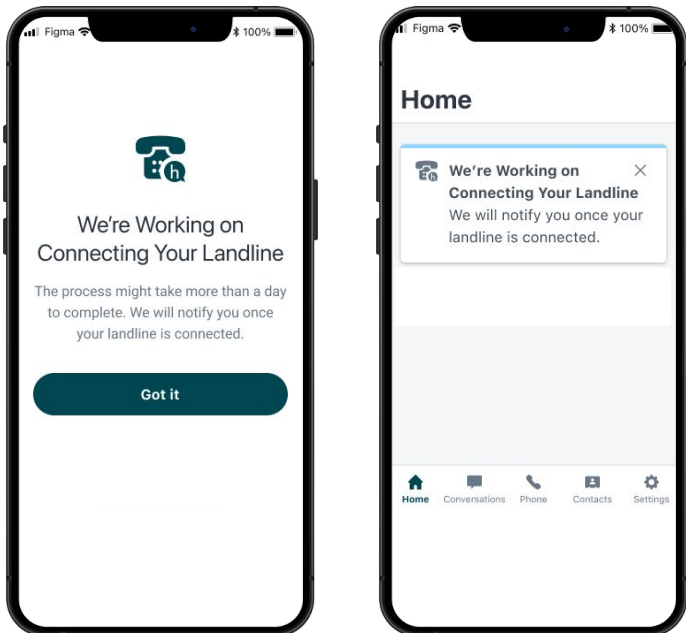 Figma 100%
We're Working on
Connecting Your Landline
The process might take more than a day
to complete. We will notify you once
your landline is connected.
Got it
Figma 100%
Home
h
We're Working on
Connecting Your Landline
We will notify you once your
landline is connected.
Home Conversations Phone Contacts Settings